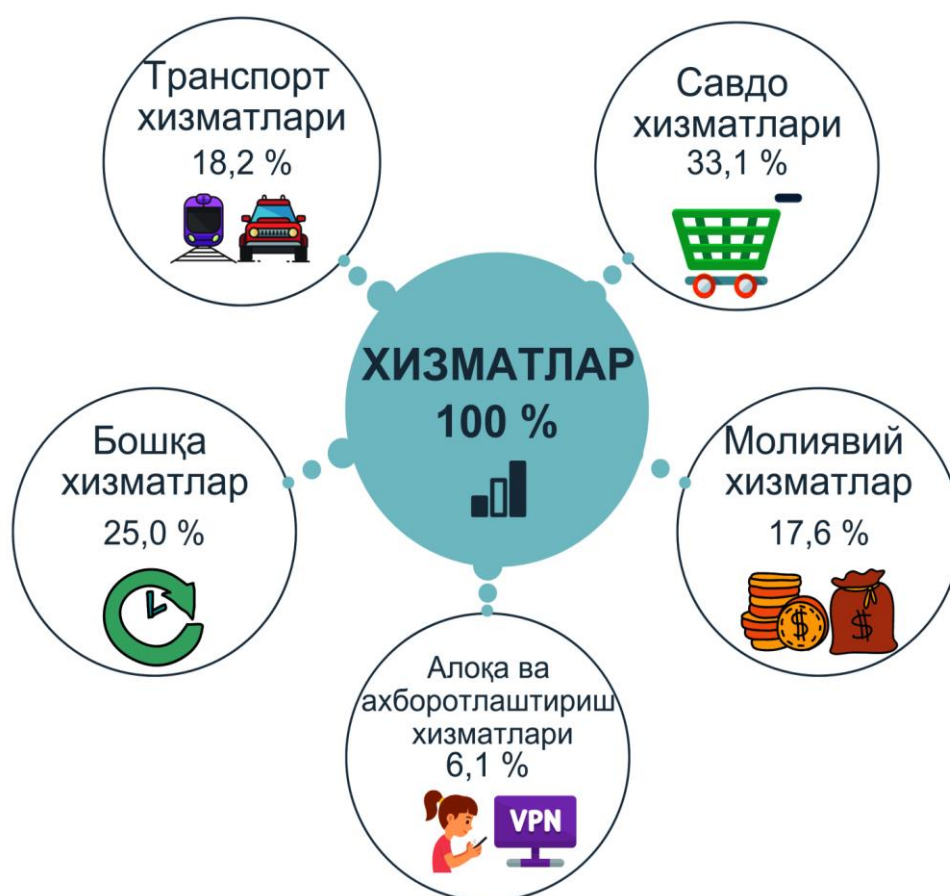 Транспорт
хизматлари
18,2 %
Савдо
хизматлари
33,1 %
ХИЗМАТЛАР
100 %
Бошқа
хизматлар
25,0 %
Молиявий
хизматлар
17,6 %
$
$
Алоқа ва
ахборотлаштириш
хизматлари
6,1 %
VPN